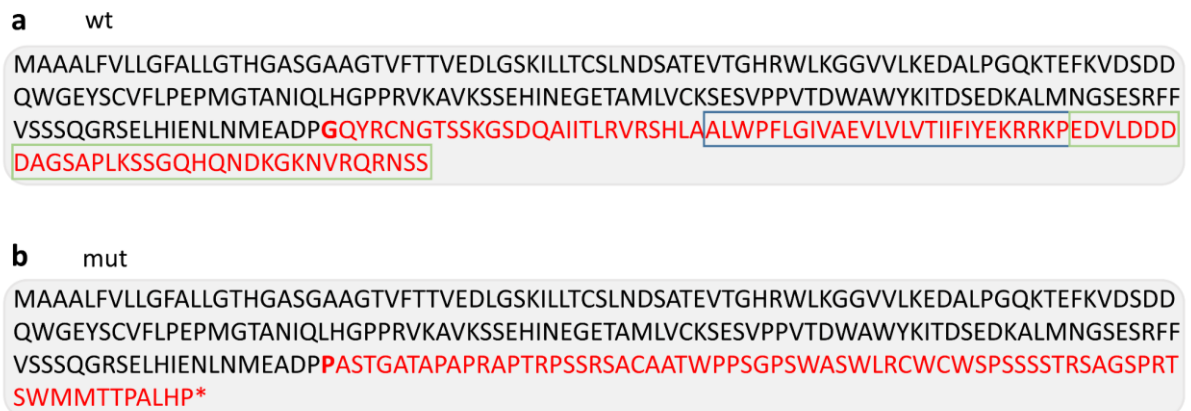 a wt
MAAALFVLLGFALLGTHGASGAAGTVFTTVEDLGSKILLTCSLNDSATEVTGHRWLKGGVVLKEDALPGQKTEFKVDSDD
QWGEYSCVFLPEPMGTANIQLHGPPRVKAVKSSEHINEGETAMLVCKSESVPPVTDWAWYKITDSEDKALMNGSESRFF
VSSSQGRSELHIENLNMEADPGQYRCNGTSSKGSDQAIITLRVRSHLAALWPFLGIVAEVLVLVTIIFIYEKRRKPEDVLDDD
DAGSAPLKSSGQHQNDKGKNVRQRNSS
b mut
MAAALFVLLGFALLGTHGASGAAGTVFTTVEDLGSKILLTCSLNDSATEVTGHRWLKGGVVLKEDALPGQKTEFKVDSDD
QWGEYSCVFLPEPMGTANIQLHGPPRVKAVKSSEHINEGETAMLVCKSESVPPVTDWAWYKITDSEDKALMNGSESRFF
VSSSQGRSELHIENLNMEADPPASTGATAPAPRAPTRPSSRSACAATWPPSGPSWASWLRCWCWSPSSSSTRSAGSPRT
SWMMTTPALHP*